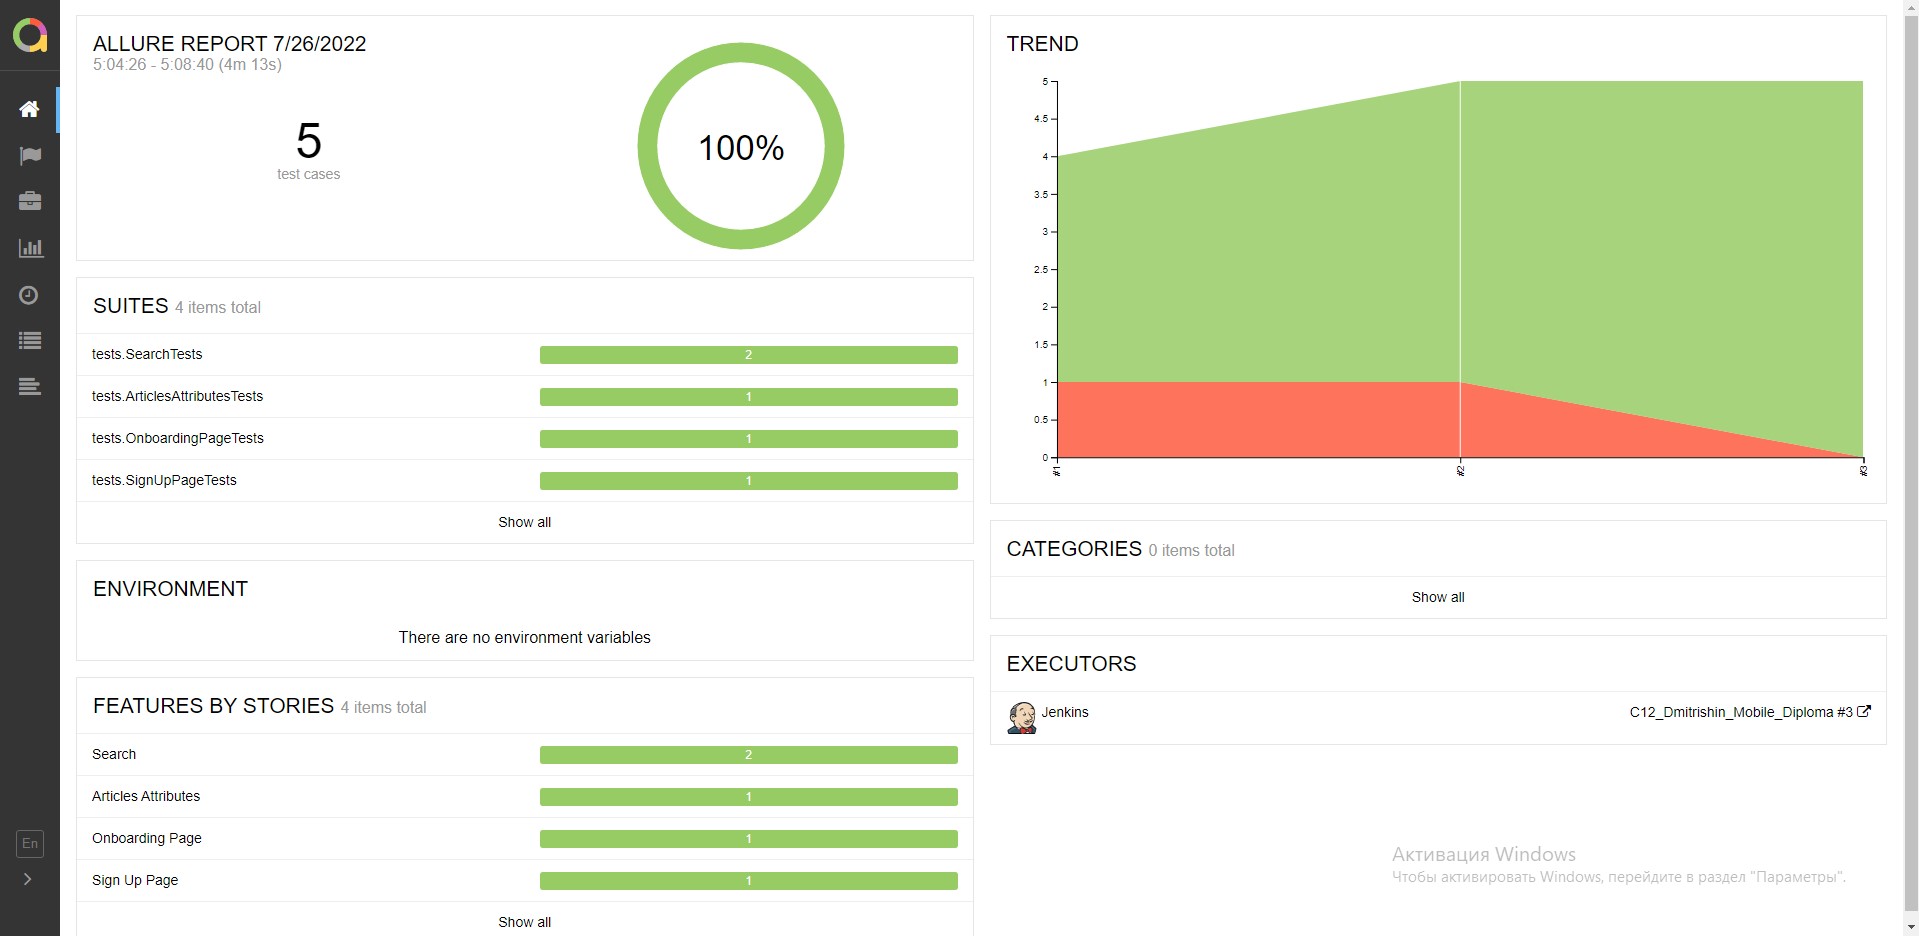 ALLURE REPORT 7/26/2022
5:04:26 - 5:08:40 (4m 13s)
5
test cases
100%
SUITES 4 items total
tests.SearchTests 2
tests.ArticlesAttributesTests 1
tests.OnboardingPageTests 1
tests.SignUpPageTests 1
Show all
ENVIRONMENT
There are no environment variables
FEATURES BY STORIES 4 items total
Search 2
Articles Attributes 1
Onboarding Page 1
Sign Up Page 1
Show all
TREND
5
4.5
4
3.5
3
2.5
2
1.5
1
0.5
0
#1
#2
#3
CATEGORIES 0 items total
Show all
EXECUTORS
Jenkins C12_Dmitrishin_Mobile_Diploma #3
Активация Windows
Чтобы активировать Windows, перейдите в раздел "Параметры".
En